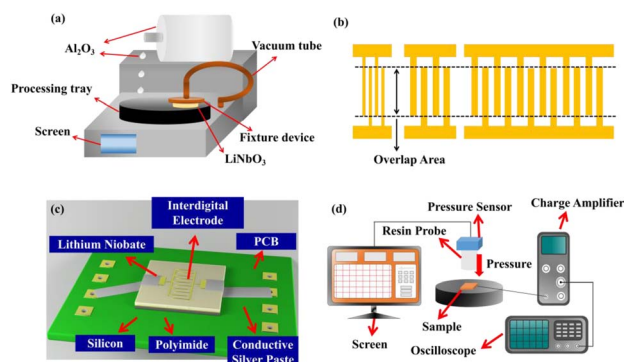 (a)
Al₂O₃
Vacuum tube
Processing tray
Screen
Fixture device
LiNbO₃
(b)
Overlap Area
(c)
Interdigital
Electrode
Lithium Niobate
PCB
Silicon
Polyimide
Conductive
Silver Paste
(d)
Pressure Sensor
Charge Amplifier
Resin Probe
Pressure
Sample
Screen
Oscilloscope